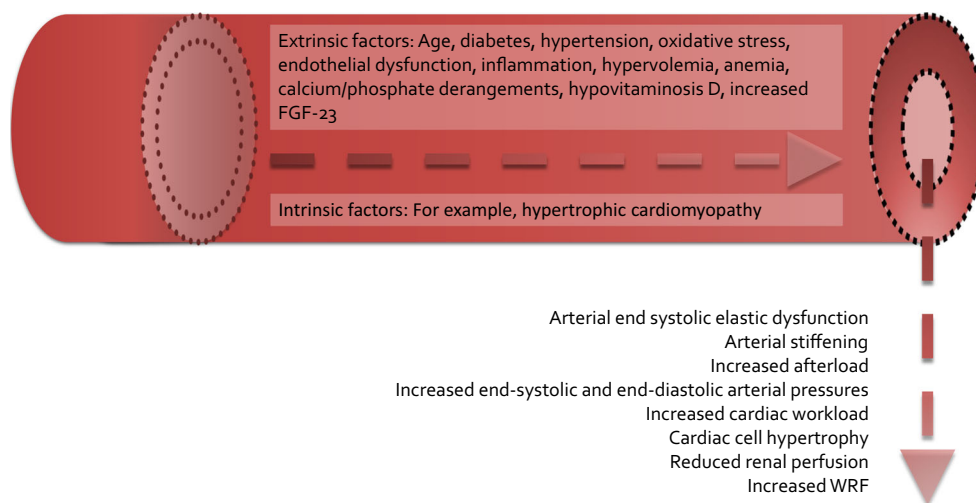 Extrinsic factors: Age, diabetes, hypertension, oxidative stress,
endothelial dysfunction, inflammation, hypervolemia, anemia,
calcium/phosphate derangements, hypovitaminosis D, increased
FGF-23
Intrinsic factors: For example, hypertrophic cardiomyopathy
Arterial end systolic elastic dysfunction
Arterial stiffening
Increased afterload
Increased end-systolic and end-diastolic arterial pressures
Increased cardiac workload
Cardiac cell hypertrophy
Reduced renal perfusion
Increased WRF